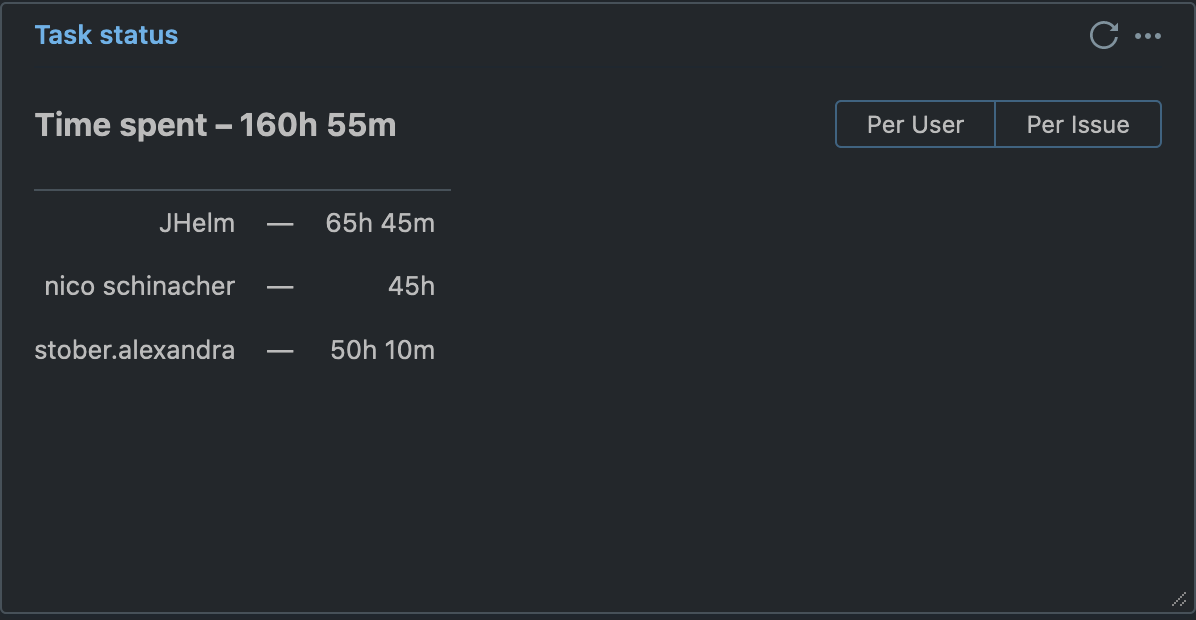 Task status
Time spent – 160h 55m
Per User
Per Issue
JHelm — 65h 45m
nico schinacher — 45h
stober.alexandra — 50h 10m